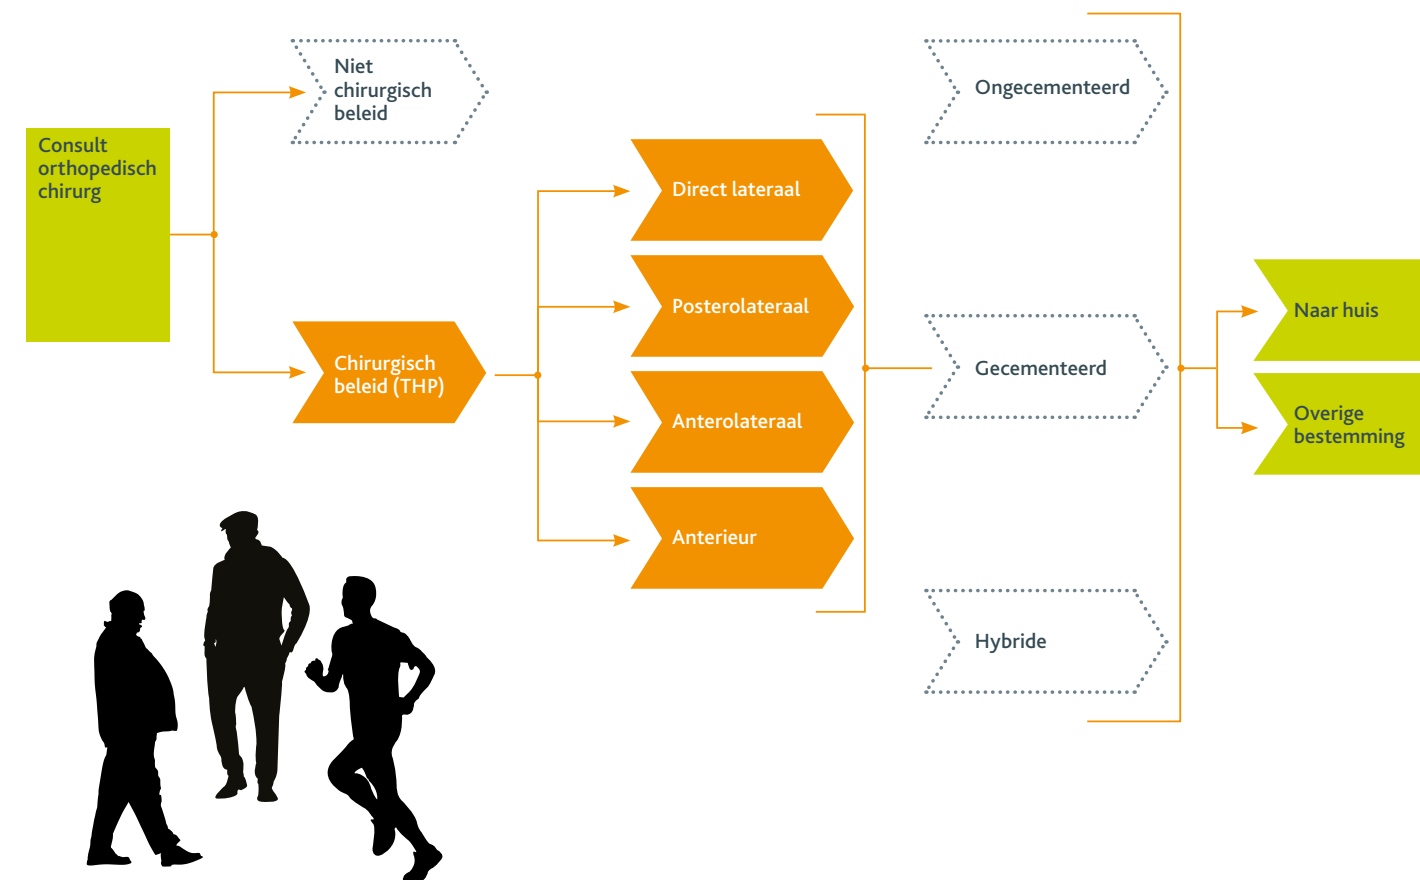 Consult
orthopedisch
chirurg
Niet
chirurgisch
beleid
Chirurgisch
beleid (THP)
Direct lateraal
Posterolateraal
Anterolateraal
Anterieur
Ongecementeerd
Gecementeerd
Hybride
Naar huis
Overige
bestemming